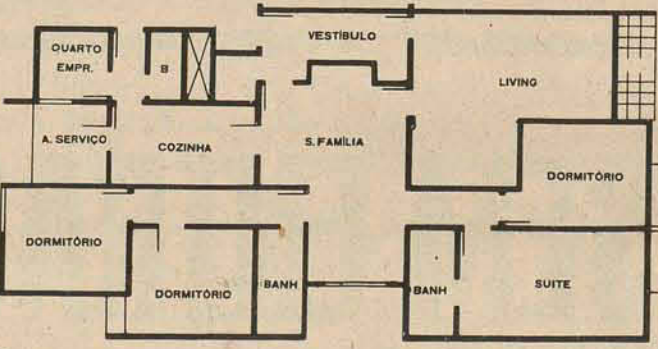 VESTÍBULO
QUARTO
EMPR.
B
LIVING
A. SERVIÇO
COZINHA
S. FAMÍLIA
DORMITÓRIO
DORMITÓRIO
DORMITÓRIO
BANH
BANH
SUITE